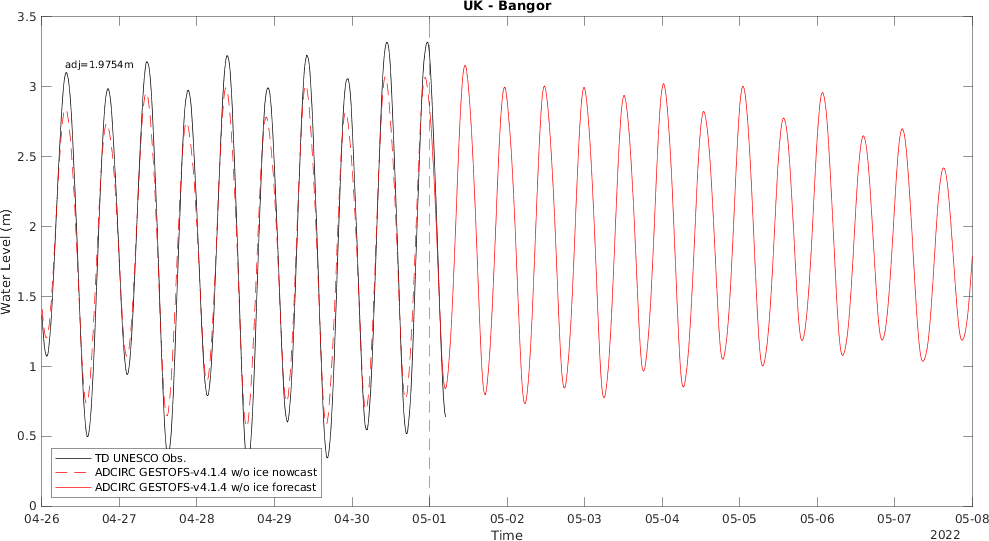 UK - Bangor
Water Level (m)
3.5
3
2.5
2
1.5
1
0.5
0
adj=1.9754m
TD UNESCO Obs.
ADCIRC GESTOFS-v4.1.4 w/o ice nowcast
ADCIRC GESTOFS-v4.1.4 w/o ice forecast
04-26 04-27 04-28 04-29 04-30 05-01 05-02 05-03 05-04 05-05 05-06 05-07 05-08
Time
2022